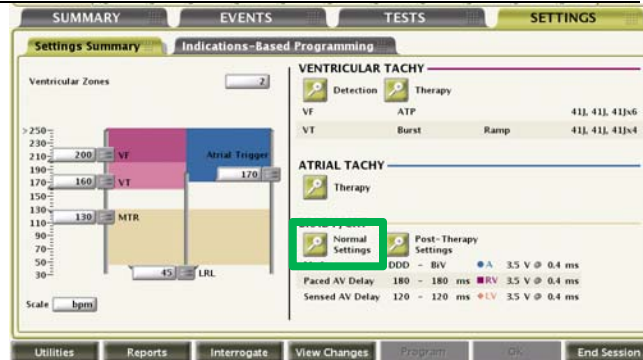 SUMMARY EVENTS TESTS SETTINGS
Settings Summary Indications-Based Programming
Ventricular Zones 2
>250
230
210
190
170
150
130
110
90
70
50
30
200 VF
160 VT
130 MTR
45 LRL
Atrial Trigger
170
Scale bpm
VENTRICULAR TACHY
Detection Therapy
VF ATP 41J, 41J, 41Jx6
VT Burst Ramp 41J, 41J, 41Jx4
ATRIAL TACHY
Therapy
Normal Settings
Post-Therapy Settings
DDD - BiV A 3.5 V @ 0.4 ms
Paced AV Delay 180 - 180 ms RV 3.5 V @ 0.4 ms
Sensed AV Delay 120 - 120 ms LV 3.5 V @ 0.4 ms
Utilities Reports Interrogate View Changes Program OK End Session